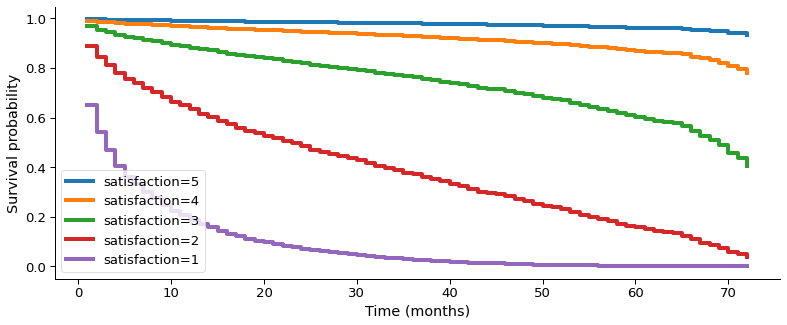 1.0
0.8
0.6
0.4
0.2
0.0
Survival probability
satisfaction=5
satisfaction=4
satisfaction=3
satisfaction=2
satisfaction=1
0 10 20 30 40 50 60 70
Time (months)